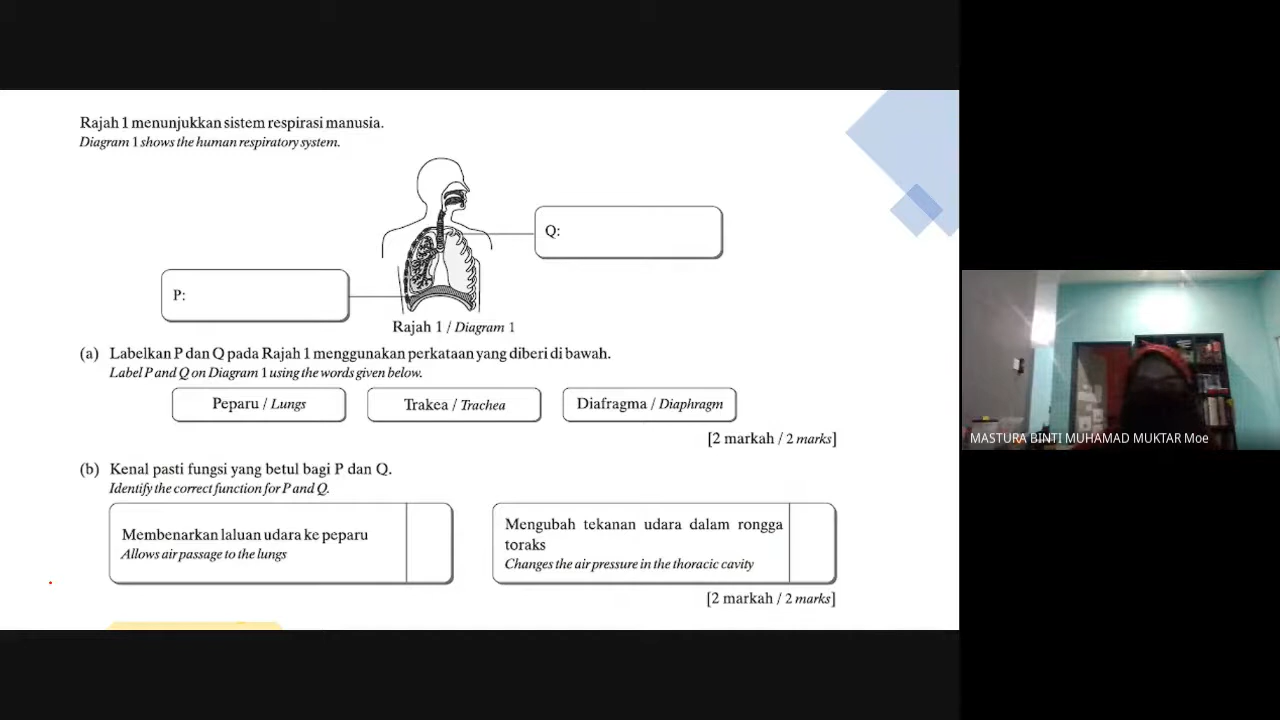 Rajah 1 menunjukkan sistem respirasi manusia.
Diagram 1 shows the human respiratory system.
Q:
P:
Rajah 1 / Diagram 1
(a) Labelkan P dan Q pada Rajah 1 menggunakan perkataan yang diberi di bawah.
Label P and Q on Diagram 1 using the words given below.
Peparu / Lungs
Trakea / Trachea
Diafragma / Diaphragm
[2 markah / 2 marks]
(b) Kenal pasti fungsi yang betul bagi P dan Q.
Identify the correct function for P and Q.
Membenarkan laluan udara ke peparu
Allows air passage to the lungs
Mengubah tekanan udara dalam rongga
toraks
Changes the air pressure in the thoracic cavity
[2 markah / 2 marks]
MASTURA BINTI MUHAMAD MUKTAR Moe